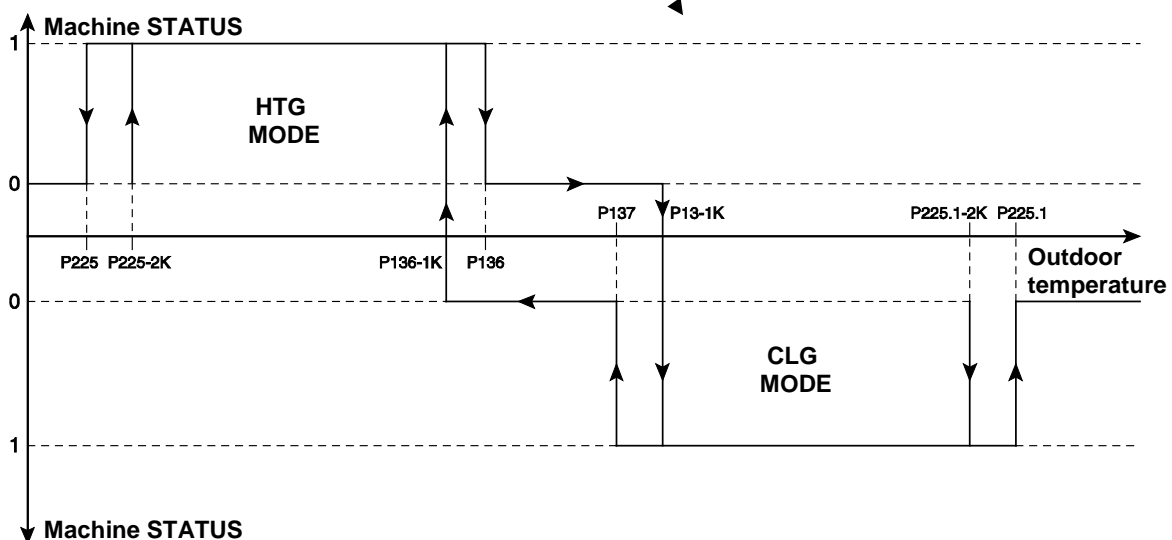 Machine STATUS
1
HTG
MODE
0
P137 P13-1K P225.1-2K P225.1
P225 P225-2K P136-1K P136
Outdoor
temperature
0
CLG
MODE
1
Machine STATUS